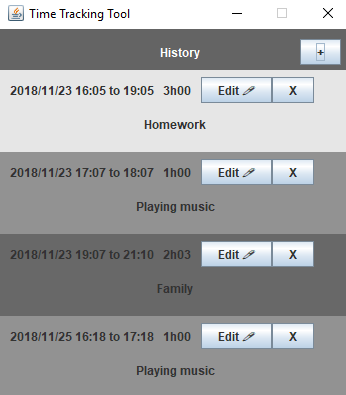 Time Tracking Tool
History
+
2018/11/23 16:05 to 19:05 3h00 Edit X
Homework
2018/11/23 17:07 to 18:07 1h00 Edit X
Playing music
2018/11/23 19:07 to 21:10 2h03 Edit X
Family
2018/11/25 16:18 to 17:18 1h00 Edit X
Playing music